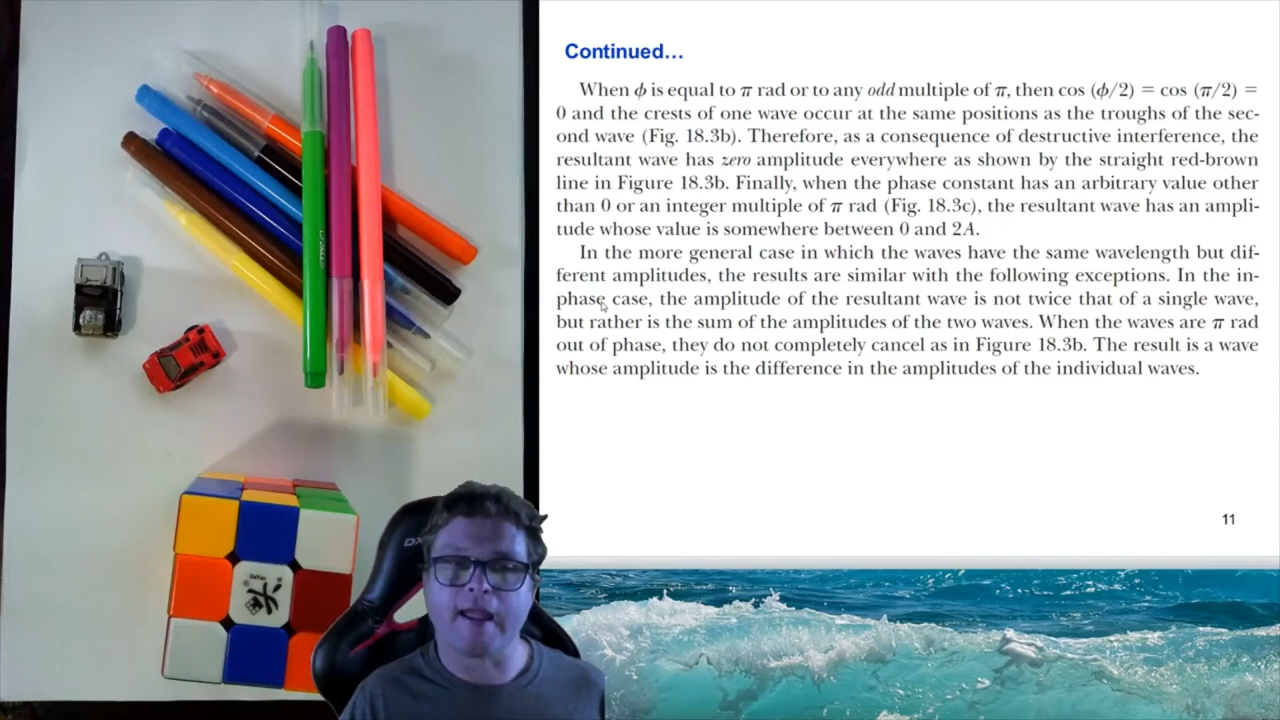 Continued…
When ϕ is equal to π rad or to any odd multiple of π, then cos (ϕ/2) = cos (π/2) =
0 and the crests of one wave occur at the same positions as the troughs of the sec-
ond wave (Fig. 18.3b). Therefore, as a consequence of destructive interference, the
resultant wave has zero amplitude everywhere as shown by the straight red-brown
line in Figure 18.3b. Finally, when the phase constant has an arbitrary value other
than 0 or an integer multiple of π rad (Fig. 18.3c), the resultant wave has an ampli-
tude whose value is somewhere between 0 and 2A.
In the more general case in which the waves have the same wavelength but dif-
ferent amplitudes, the results are similar with the following exceptions. In the in-
phase case, the amplitude of the resultant wave is not twice that of a single wave,
but rather is the sum of the amplitudes of the two waves. When the waves are π rad
out of phase, they do not completely cancel as in Figure 18.3b. The result is a wave
whose amplitude is the difference in the amplitudes of the individual waves.
11
DX